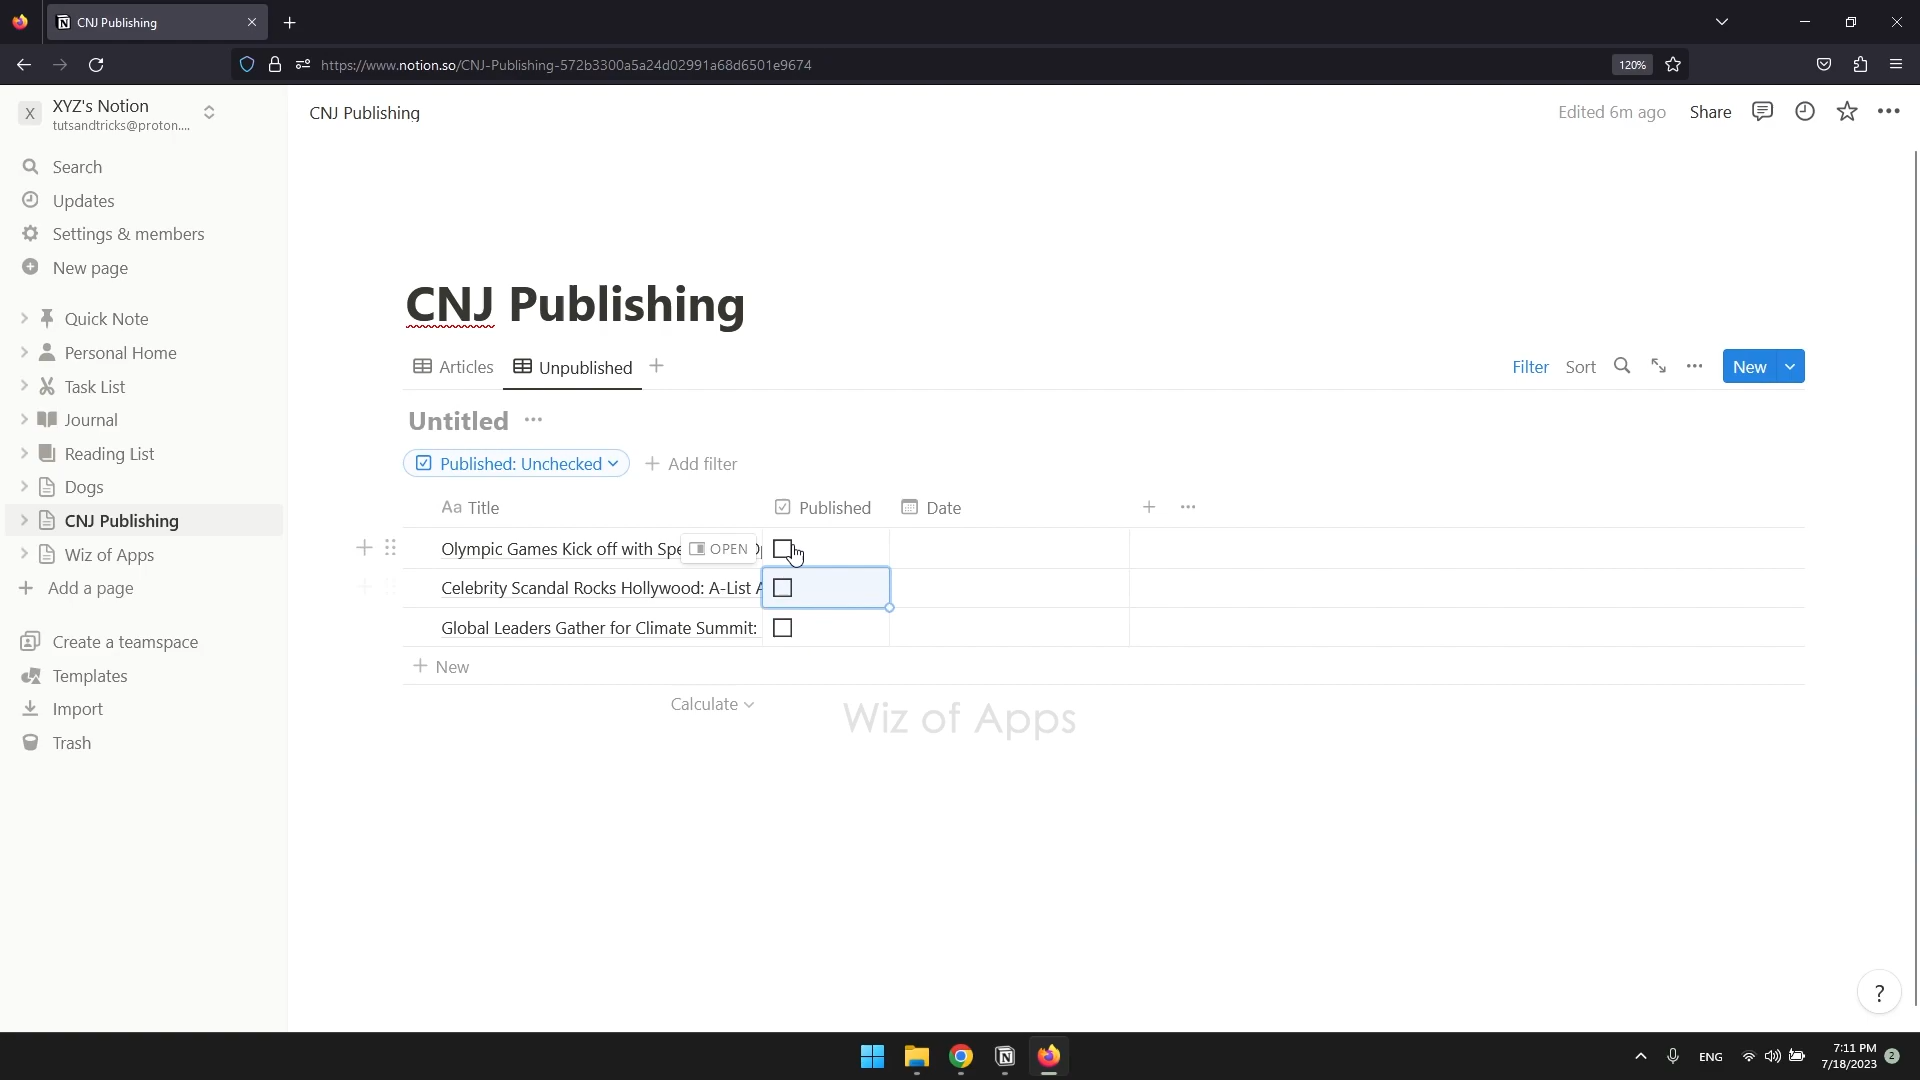 CNJ Publishing
https://www.notion.so/CNJ-Publishing-572b3300a5a24d02991a68d6501e9674
120%
X
XYZ's Notion
tutsandtricks@proton....
CNJ Publishing
Edited 6m ago
Share
Search
Updates
Settings & members
New page
Quick Note
Personal Home
Task List
Journal
Reading List
Dogs
CNJ Publishing
Wiz of Apps
Add a page
Create a teamspace
Templates
Import
Trash
CNJ Publishing
Articles
Unpublished
Filter
Sort
New
Untitled
Published: Unchecked
Add filter
Aa Title
Published
Date
Olympic Games Kick off with Spe
OPEN
Celebrity Scandal Rocks Hollywood: A-List
Global Leaders Gather for Climate Summit:
New
Calculate
Wiz of Apps
?
ENG
7:11 PM
7/18/2023
2